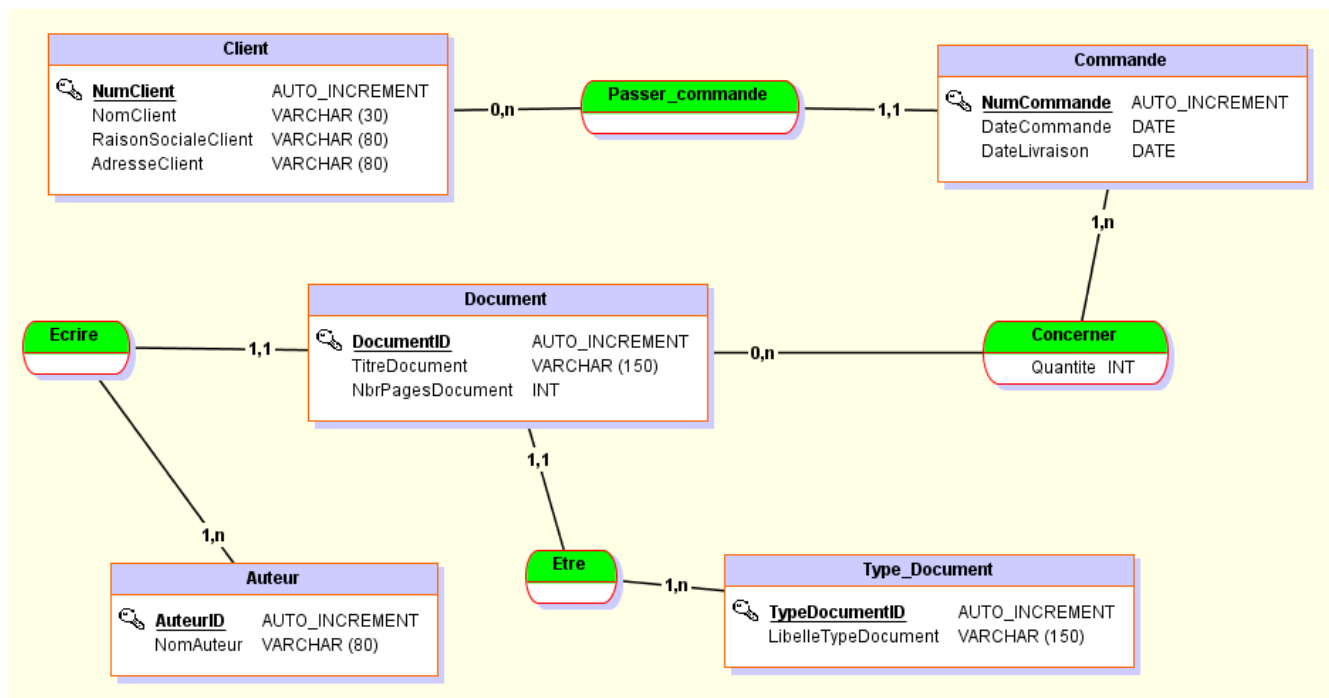 Client
NumClient AUTO_INCREMENT
NomClient VARCHAR (30)
RaisonSocialeClient VARCHAR (80)
AdresseClient VARCHAR (80)
0,n
Passer_commande
1,1
Commande
NumCommande AUTO_INCREMENT
DateCommande DATE
DateLivraison DATE
1,n
Ecrire
1,1
Document
DocumentID AUTO_INCREMENT
TitreDocument VARCHAR (150)
NbrPagesDocument INT
0,n
Concerner
Quantite INT
1,1
1,n
Auteur
AuteurID AUTO_INCREMENT
NomAuteur VARCHAR (80)
Etre
1,n
Type_Document
TypeDocumentID AUTO_INCREMENT
LibelleTypeDocument VARCHAR (150)